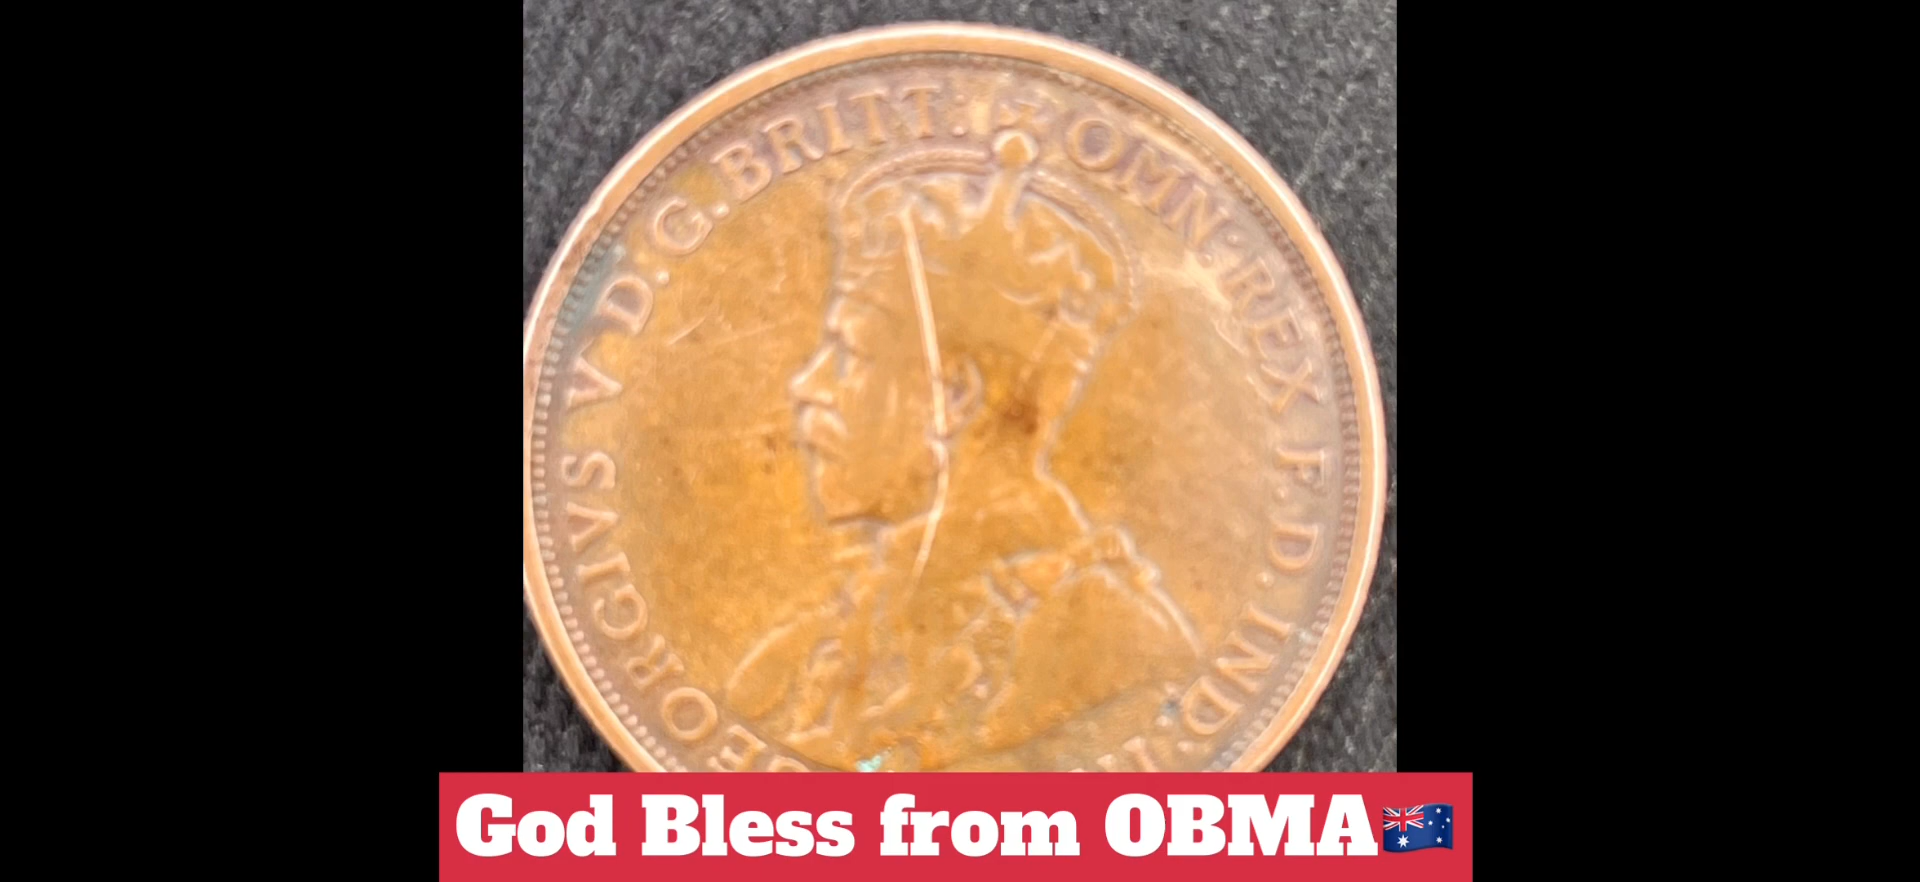 GEORGIVS V D.G. BRITT: OMN: REX F.D. IND:
God Bless from OBMA🇦🇺